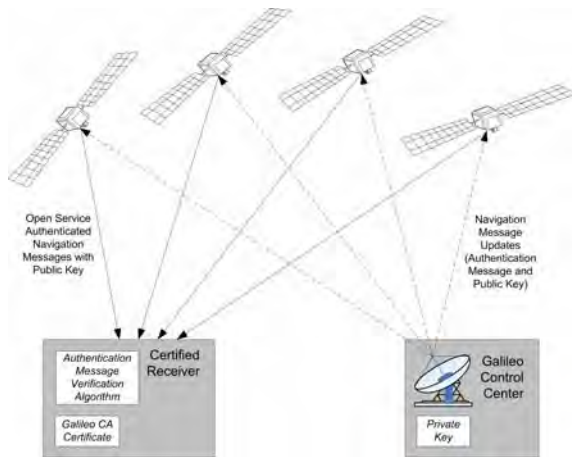 Open Service
Authenticated
Navigation
Messages with
Public Key
Navigation
Message
Updates
(Authentication
Message and
Public Key)
Authentication
Message
Verification
Algorithm
Certified
Receiver
Galileo CA
Certificate
Galileo
Control
Center
Private
Key